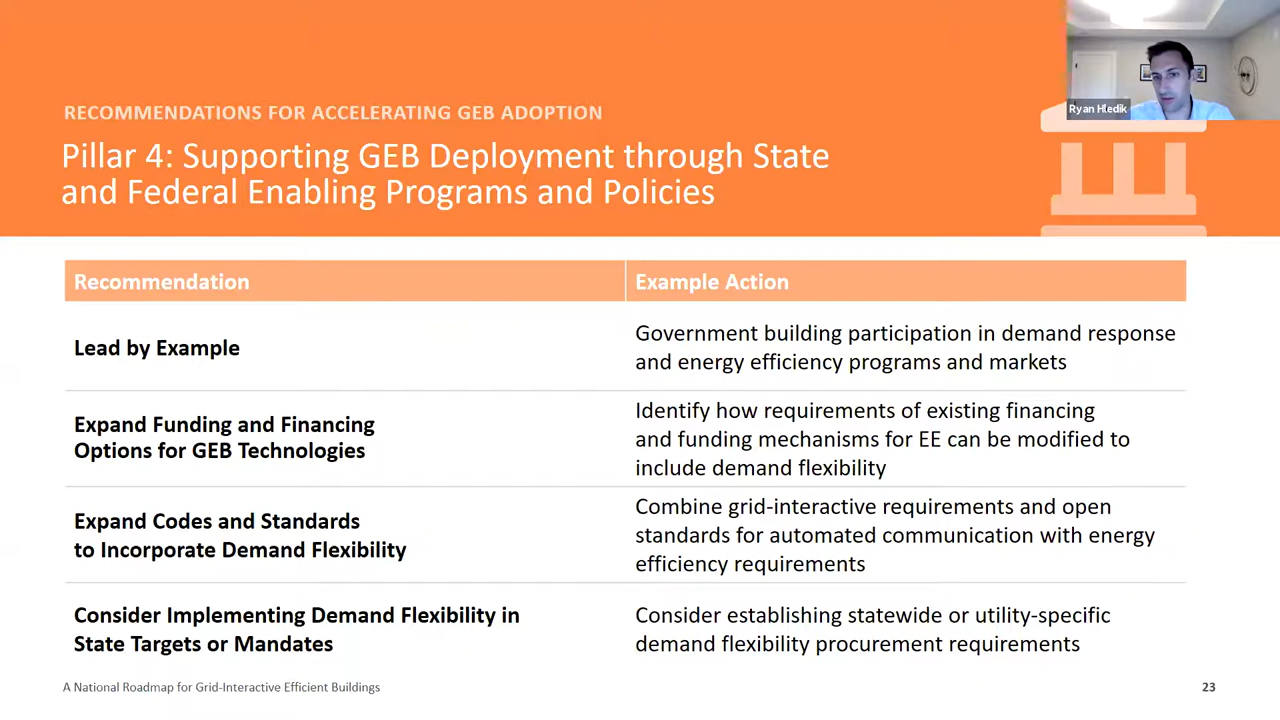 Ryan Hledik
RECOMMENDATIONS FOR ACCELERATING GEB ADOPTION
Pillar 4: Supporting GEB Deployment through State
and Federal Enabling Programs and Policies
Recommendation
Example Action
Lead by Example
Government building participation in demand response
and energy efficiency programs and markets
Expand Funding and Financing
Options for GEB Technologies
Identify how requirements of existing financing
and funding mechanisms for EE can be modified to
include demand flexibility
Expand Codes and Standards
to Incorporate Demand Flexibility
Combine grid-interactive requirements and open
standards for automated communication with energy
efficiency requirements
Consider Implementing Demand Flexibility in
State Targets or Mandates
Consider establishing statewide or utility-specific
demand flexibility procurement requirements
A National Roadmap for Grid-Interactive Efficient Buildings
23